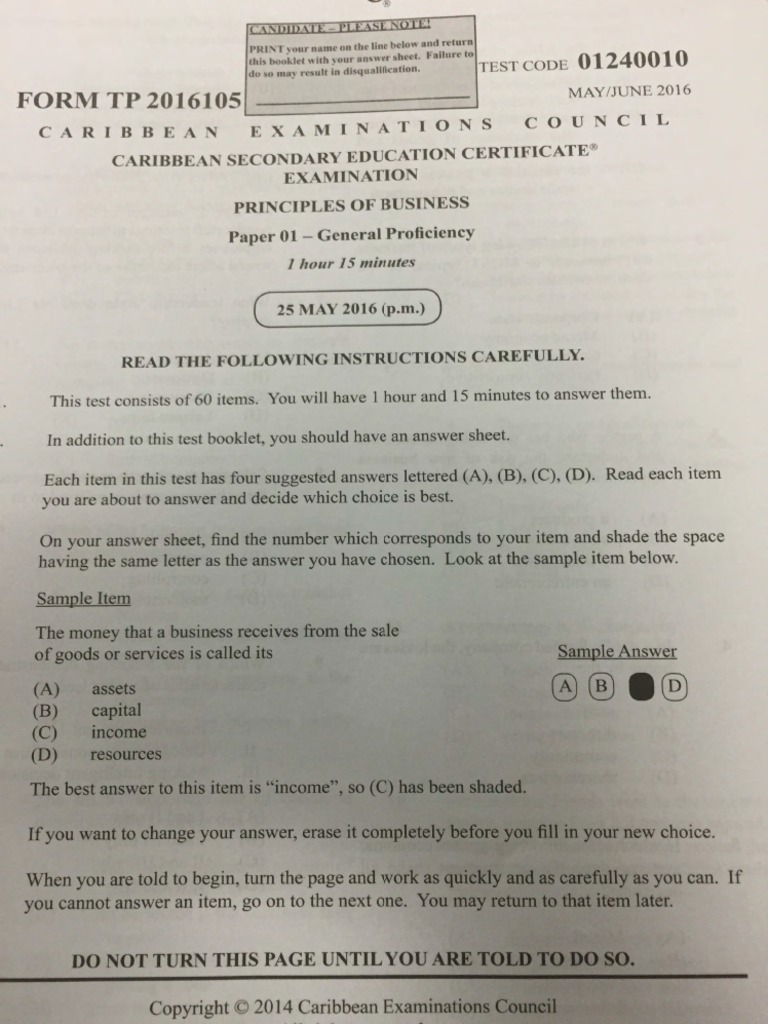 ®
CANDIDATE – PLEASE NOTE!
PRINT your name on the line below and return
this booklet with your answer sheet. Failure to
do so may result in disqualification.
TEST CODE 01240010
FORM TP 2016105
MAY/JUNE 2016
CARIBBEAN EXAMINATIONS COUNCIL
CARIBBEAN SECONDARY EDUCATION CERTIFICATE®
EXAMINATION
PRINCIPLES OF BUSINESS
Paper 01 – General Proficiency
1 hour 15 minutes
25 MAY 2016 (p.m.)
READ THE FOLLOWING INSTRUCTIONS CAREFULLY.
This test consists of 60 items. You will have 1 hour and 15 minutes to answer them.
In addition to this test booklet, you should have an answer sheet.
Each item in this test has four suggested answers lettered (A), (B), (C), (D). Read each item
you are about to answer and decide which choice is best.
On your answer sheet, find the number which corresponds to your item and shade the space
having the same letter as the answer you have chosen. Look at the sample item below.
Sample Item
The money that a business receives from the sale
of goods or services is called its
Sample Answer
(A) assets
(B) capital
(C) income
(D) resources
A B D
The best answer to this item is “income”, so (C) has been shaded.
If you want to change your answer, erase it completely before you fill in your new choice.
When you are told to begin, turn the page and work as quickly and as carefully as you can. If
you cannot answer an item, go on to the next one. You may return to that item later.
DO NOT TURN THIS PAGE UNTIL YOU ARE TOLD TO DO SO.
Copyright © 2014 Caribbean Examinations Council